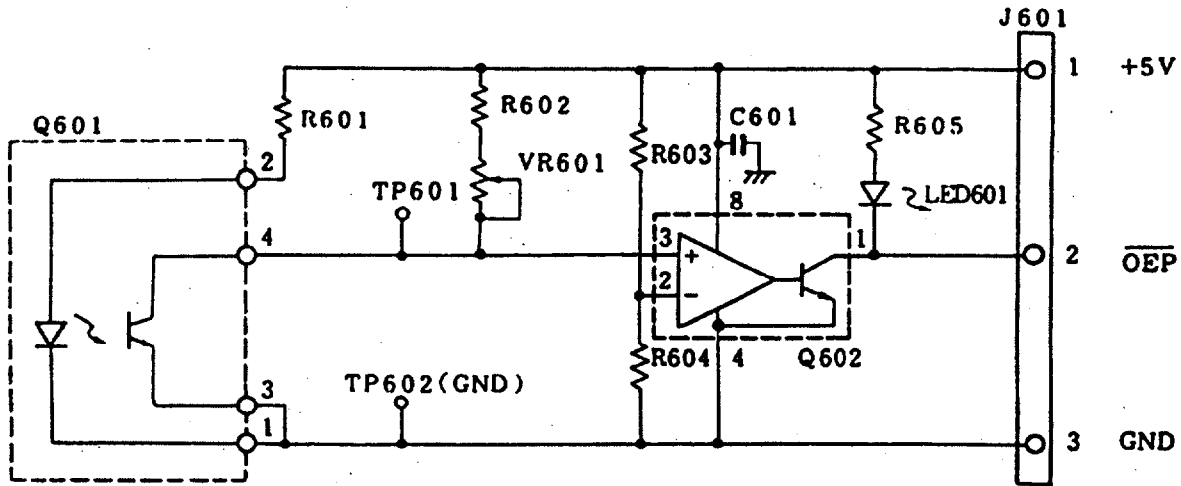 J601
1 +5V
R602
R601
C601
R605
Q601
2
R603
VR601
TP601
8
LED601
4
3
+
1
2 OEP
2
−
R604
4
Q602
TP602(GND)
3
1
3 GND